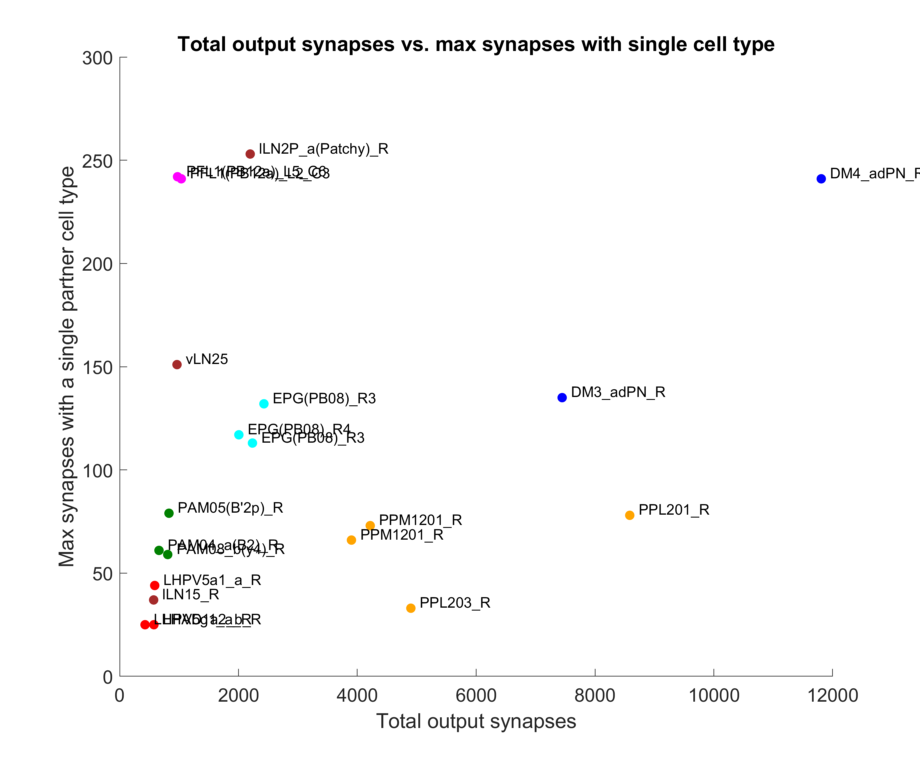 Total output synapses vs. max synapses with single cell type
300
250
200
150
100
50
0
Max synapses with a single partner cell type
lLN2P_a(Patchy)_R
DM4_adPN_R
vLN25
DM3_adPN_R
EPG(PB08)_R3
EPG(PB08)_R4
EPG(PB08)_R3
PAM05(B'2p)_R
PPL201_R
PPM1201_R
PPM1201_R
PAM04_a(B2)_R
LHPV5a1_a_R
lLN15_R
PPL203_R
0
2000
4000
6000
8000
10000
12000
Total output synapses